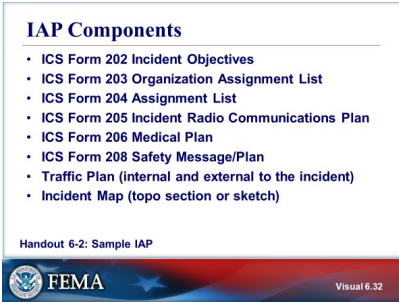 IAP Components
• ICS Form 202 Incident Objectives
• ICS Form 203 Organization Assignment List
• ICS Form 204 Assignment List
• ICS Form 205 Incident Radio Communications Plan
• ICS Form 206 Medical Plan
• ICS Form 208 Safety Message/Plan
• Traffic Plan (internal and external to the incident)
• Incident Map (topo section or sketch)
Handout 6-2: Sample IAP
FEMA
Visual 6.32